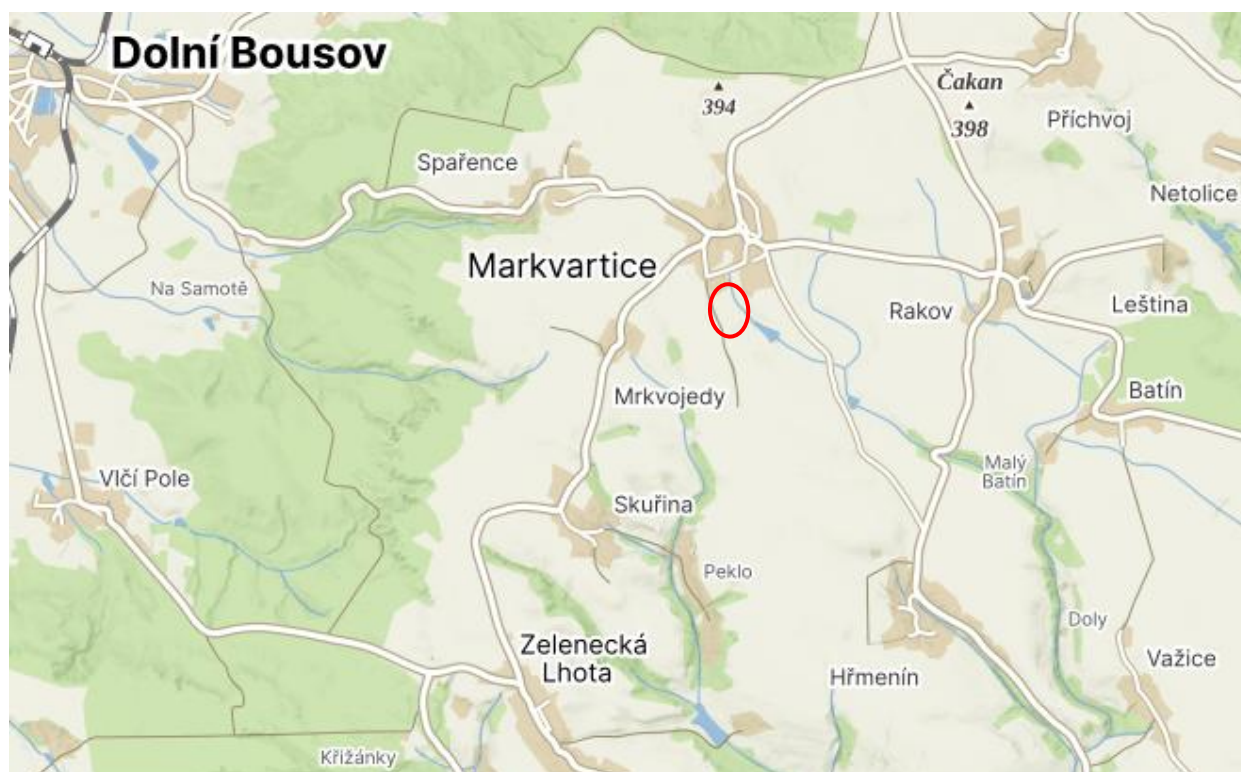 Dolní Bousov
394
Čakan
398
Příchvoj
Spařence
Netolice
Markvartice
Na Samotě
Rakov
Leština
Mrkvojedy
Batín
Vlčí Pole
Malý
Batín
Skuřina
Peklo
Doly
Zelenecká
Lhota
Važice
Hřmenín
Křižánky